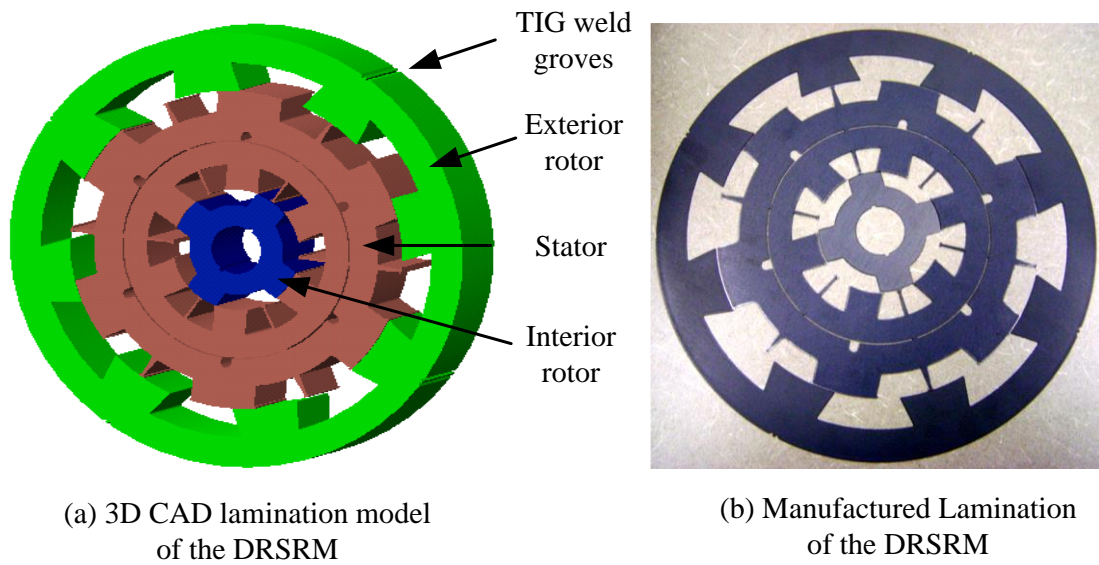 TIG weld
groves
Exterior
rotor
Stator
Interior
rotor
(a) 3D CAD lamination model
of the DRSRM
(b) Manufactured Lamination
of the DRSRM